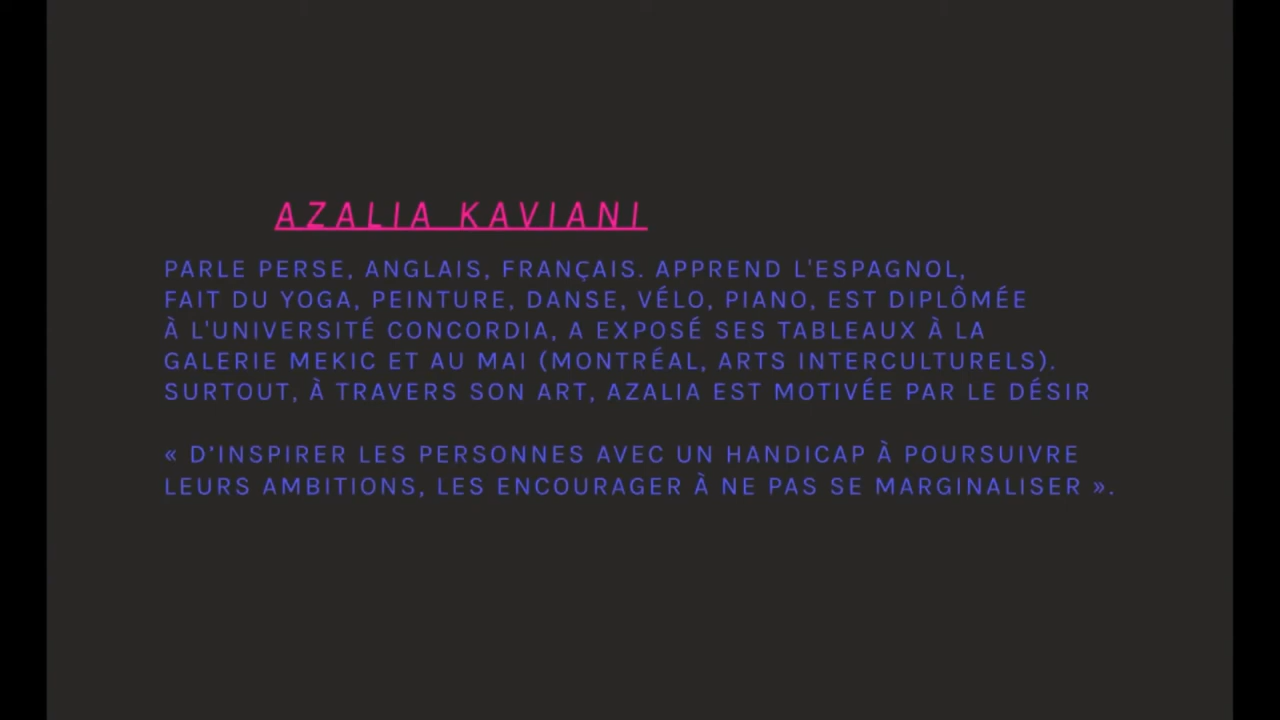 AZALIA KAVIANI
PARLE PERSE, ANGLAIS, FRANÇAIS. APPREND L'ESPAGNOL,
FAIT DU YOGA, PEINTURE, DANSE, VÉLO, PIANO, EST DIPLÔMÉE
À L'UNIVERSITÉ CONCORDIA, A EXPOSÉ SES TABLEAUX À LA
GALERIE MEKIC ET AU MAI (MONTRÉAL, ARTS INTERCULTURELS).
SURTOUT, À TRAVERS SON ART, AZALIA EST MOTIVÉE PAR LE DÉSIR
« D’INSPIRER LES PERSONNES AVEC UN HANDICAP À POURSUIVRE
LEURS AMBITIONS, LES ENCOURAGER À NE PAS SE MARGINALISER ».